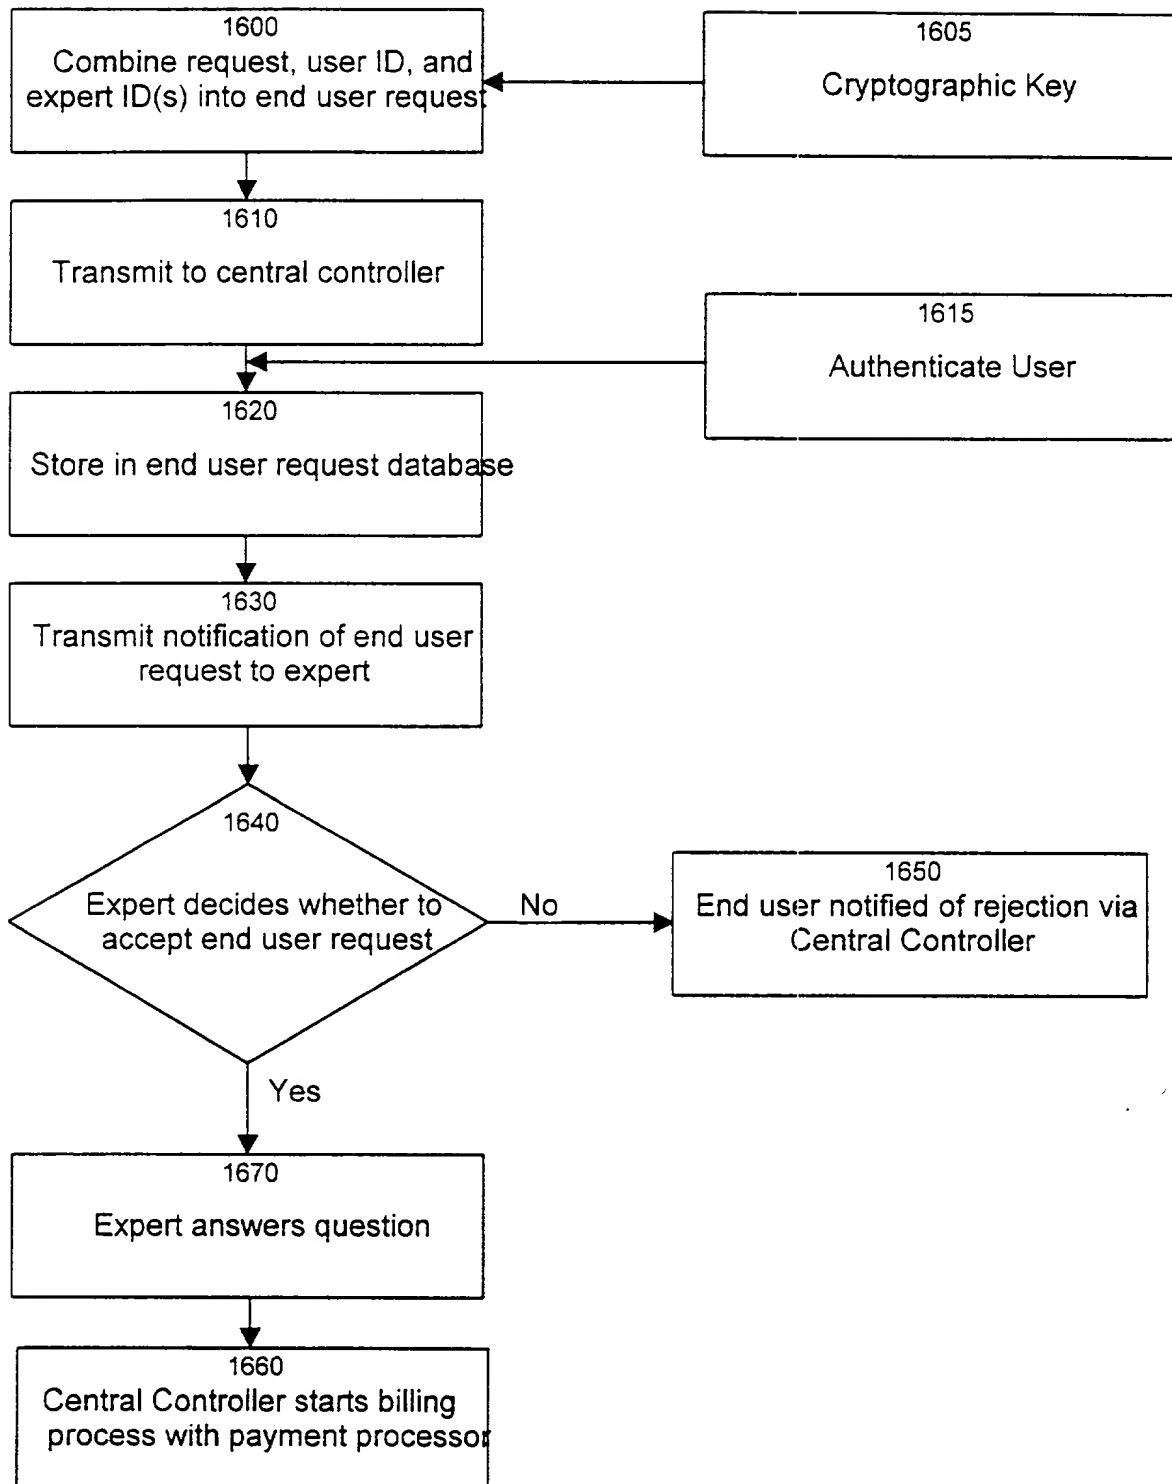 1600
Combine request, user ID, and
expert ID(s) into end user request
1605
Cryptographic Key
1610
Transmit to central controller
1615
Authenticate User
1620
Store in end user request database
1630
Transmit notification of end user
request to expert
1640
Expert decides whether to
accept end user request
No
1650
End user notified of rejection via
Central Controller
Yes
1670
Expert answers question
1660
Central Controller starts billing
process with payment processor